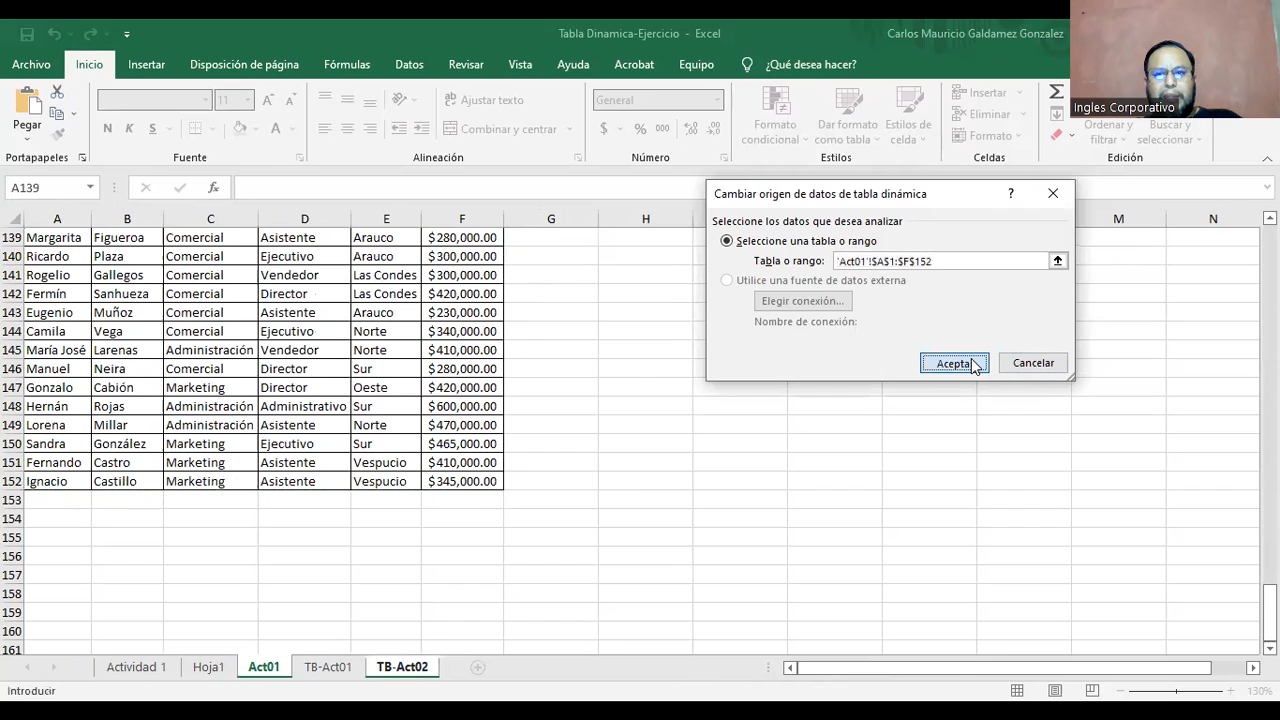 Tabla Dinamica-Ejercicio - Excel
Carlos Mauricio Galdamez Gonzalez
Archivo Inicio Insertar Disposición de página Fórmulas Datos Revisar Vista Ayuda Acrobat Equipo ¿Qué desea hacer?
Ingles Corporativo
Pegar
N K S
11
Ajustar texto
Combinar y centrar
General
$ % 000
Formato condicional
Dar formato como tabla
Estilos de celda
Insertar
Eliminar
Formato
Ordenar y filtrar
Buscar y seleccionar
Portapapeles Fuente Alineación Número Estilos Celdas Edición
A139
fx
Cambiar origen de datos de tabla dinámica ?
Seleccione los datos que desea analizar
Seleccione una tabla o rango
Tabla o rango: 'Act01'!$A$1:$F$152
Utilice una fuente de datos externa
Elegir conexión...
Nombre de conexión:
Cancelar
A B C D E F G H M N
139 Margarita Figueroa Comercial Asistente Arauco $280,000.00
140 Ricardo Plaza Comercial Ejecutivo Arauco $300,000.00
141 Rogelio Gallegos Comercial Vendedor Las Condes $300,000.00
142 Fermín Sanhueza Comercial Director Las Condes $420,000.00
143 Eugenio Muñoz Comercial Asistente Arauco $230,000.00
144 Camila Vega Comercial Ejecutivo Norte $340,000.00
145 María José Larenas Administración Vendedor Norte $410,000.00
146 Manuel Neira Comercial Director Sur $280,000.00
147 Gonzalo Cabión Marketing Director Oeste $420,000.00
148 Hernán Rojas Administración Administrativo Sur $600,000.00
149 Lorena Millar Administración Asistente Norte $470,000.00
150 Sandra González Marketing Ejecutivo Sur $465,000.00
151 Fernando Castro Marketing Asistente Vespucio $410,000.00
152 Ignacio Castillo Marketing Asistente Vespucio $345,000.00
153
154
155
156
157
158
159
160
161
Actividad 1 Hoja1 Act01 TB-Act01 TB-Act02
Introducir
130%